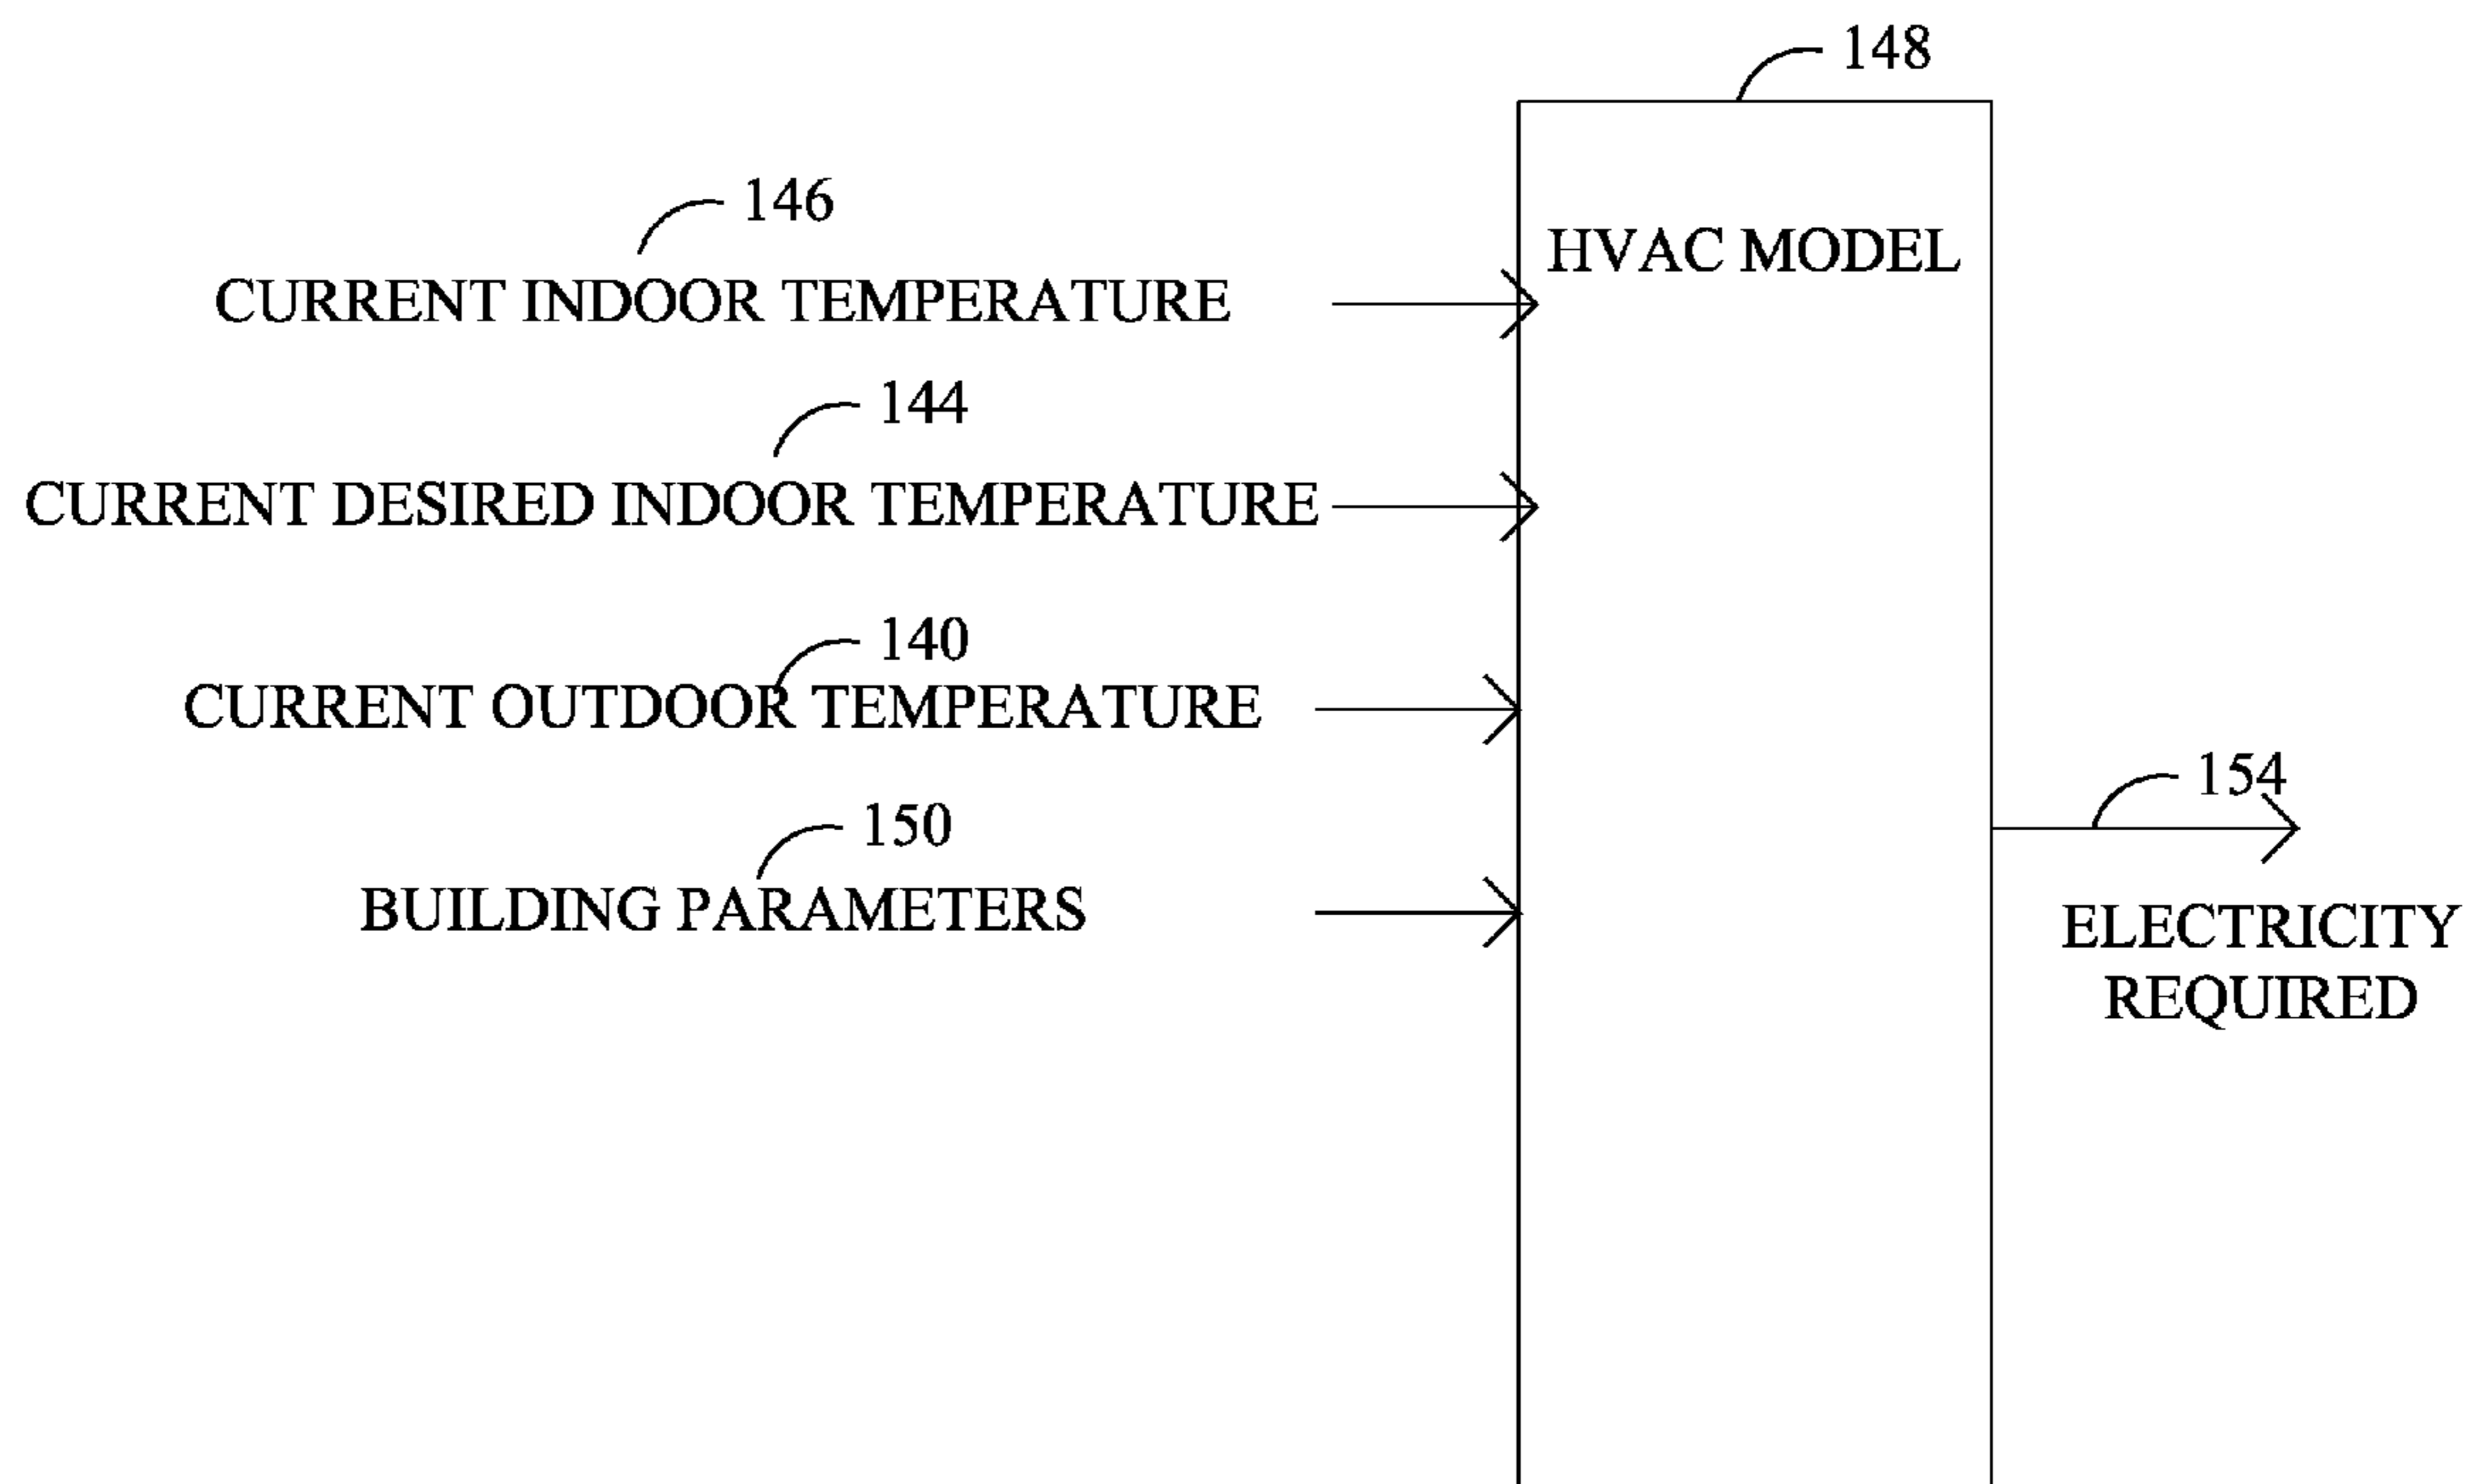 148
146
HVAC MODEL
CURRENT INDOOR TEMPERATURE
144
CURRENT DESIRED INDOOR TEMPERATURE
140
CURRENT OUTDOOR TEMPERATURE
154
150
BUILDING PARAMETERS
ELECTRICITY
REQUIRED